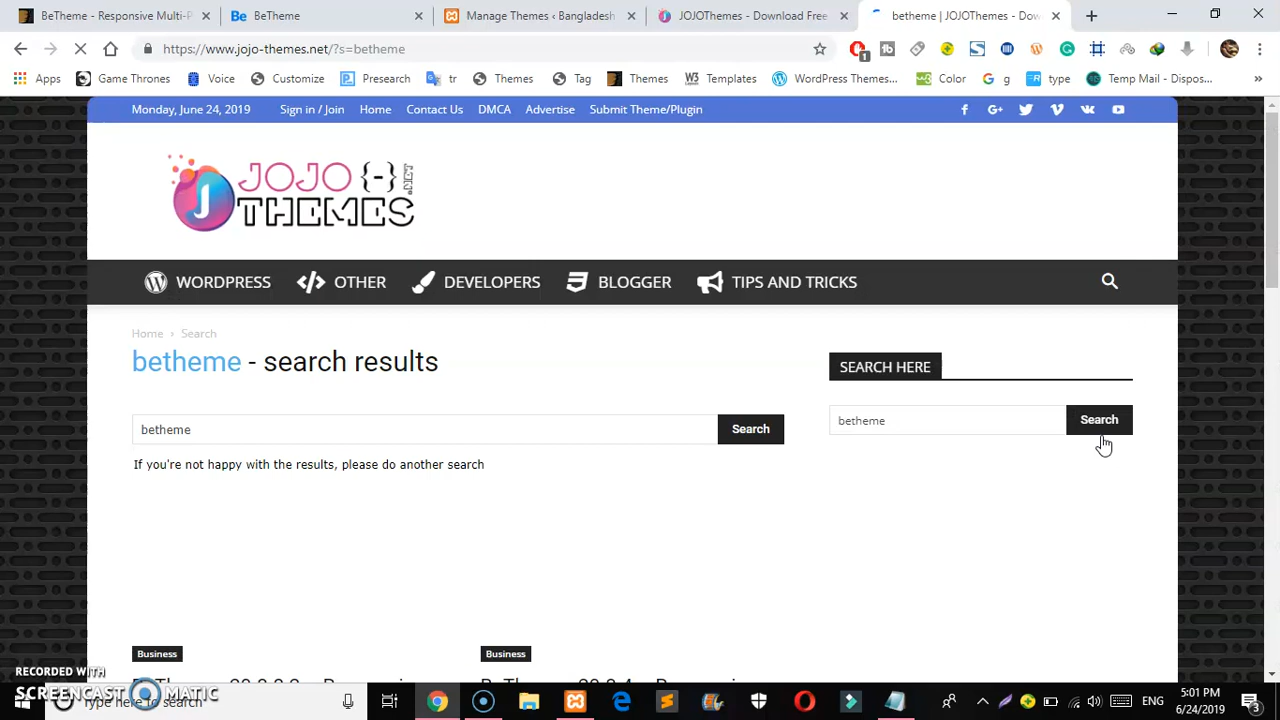 BeTheme - Responsive Multi-P
BeTheme
Manage Themes ‹ Bangladesh
JOJOThemes - Download Free
betheme | JOJOThemes - Dow
https://www.jojo-themes.net/?s=betheme
Apps
Game Thrones
Voice
Customize
Presearch
tr
Themes
Tag
Themes
W3 Templates
WordPress Themes...
Color
g
type
Temp Mail - Dispos...
Monday, June 24, 2019
Sign in / Join
Home
Contact Us
DMCA
Advertise
Submit Theme/Plugin
JOJO {-} .NET
THEMES
WORDPRESS
OTHER
DEVELOPERS
BLOGGER
TIPS AND TRICKS
Home › Search
betheme - search results
SEARCH HERE
betheme
Search
betheme
Search
If you're not happy with the results, please do another search
Business
Business
RECORDED WITH
SCREENCAST MATIC
Type here to search
ENG
5:01 PM
6/24/2019
3